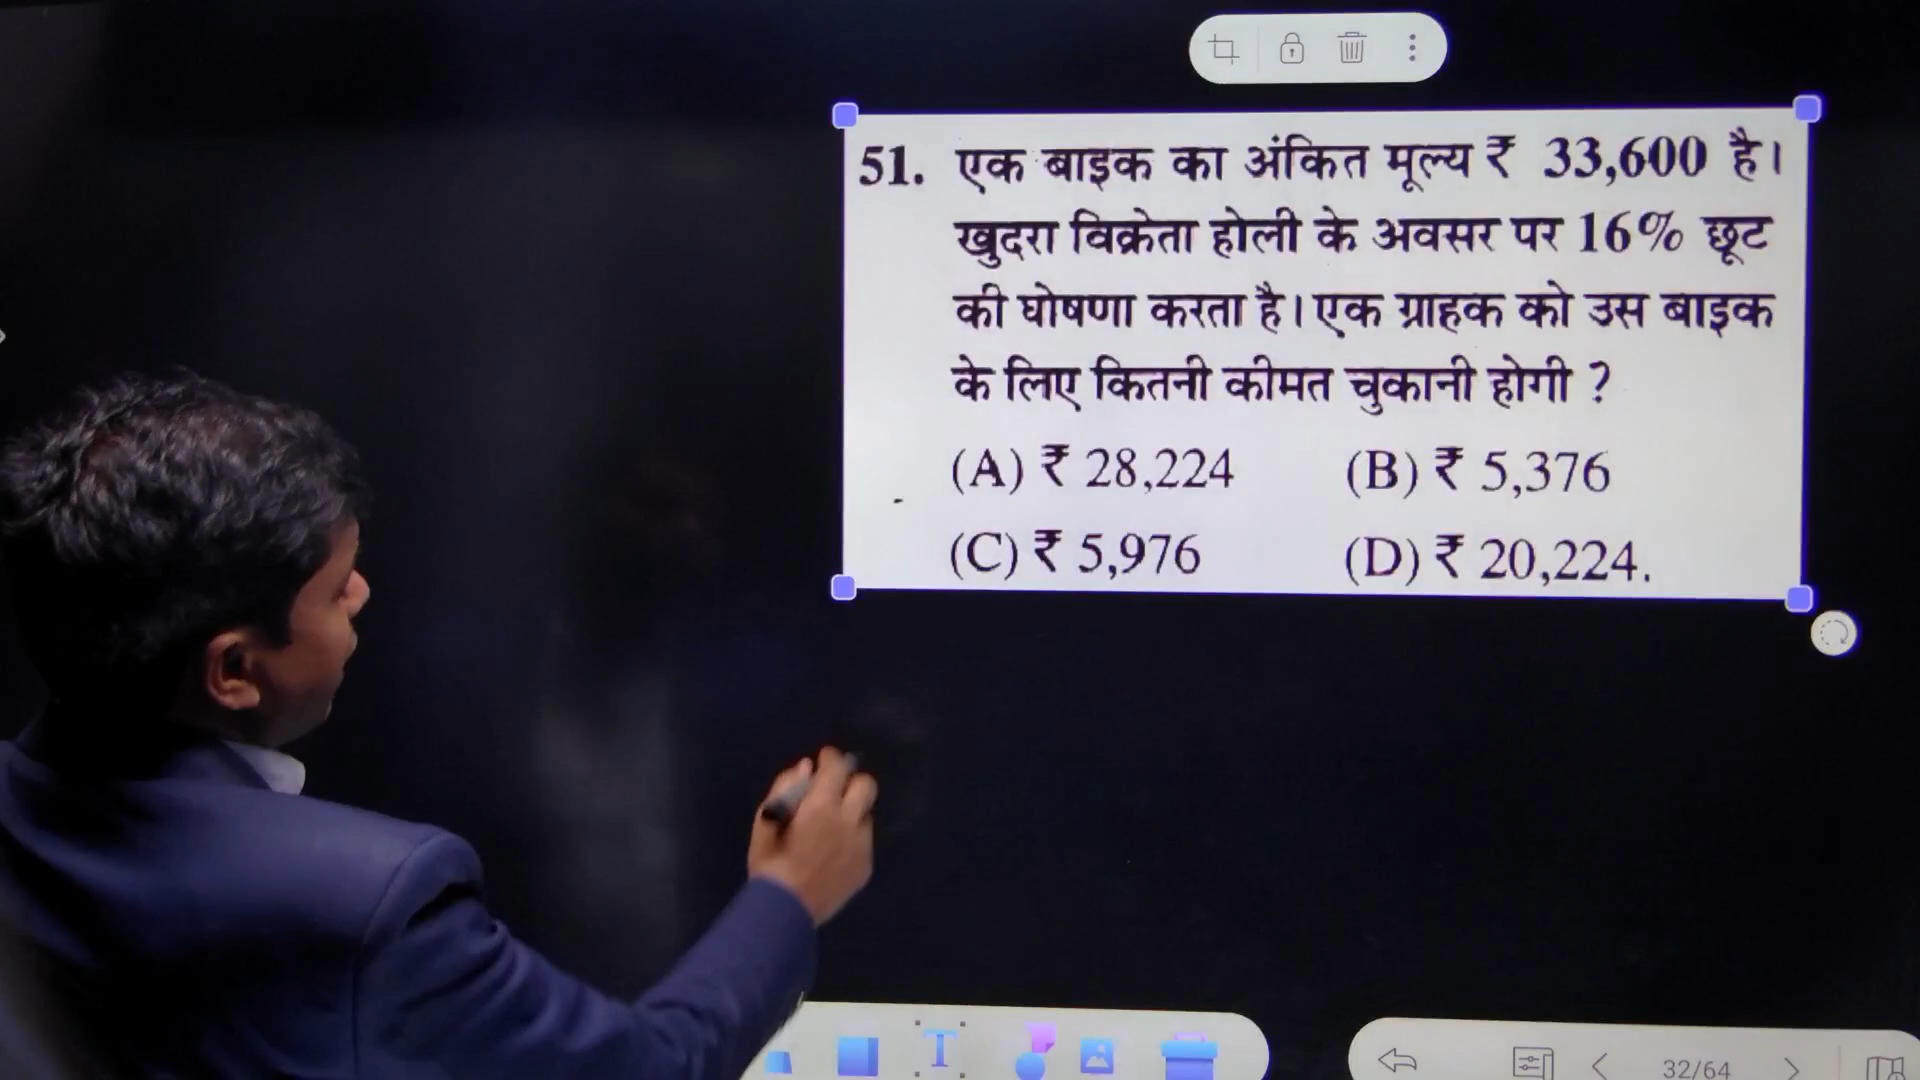 51. एक बाइक का अंकित मूल्य ₹ 33,600 है।
खुदरा विक्रेता होली के अवसर पर 16% छूट
की घोषणा करता है। एक ग्राहक को उस बाइक
के लिए कितनी कीमत चुकानी होगी ?
(A) ₹ 28,224 (B) ₹ 5,376
(C) ₹ 5,976 (D) ₹ 20,224.
T
32/64